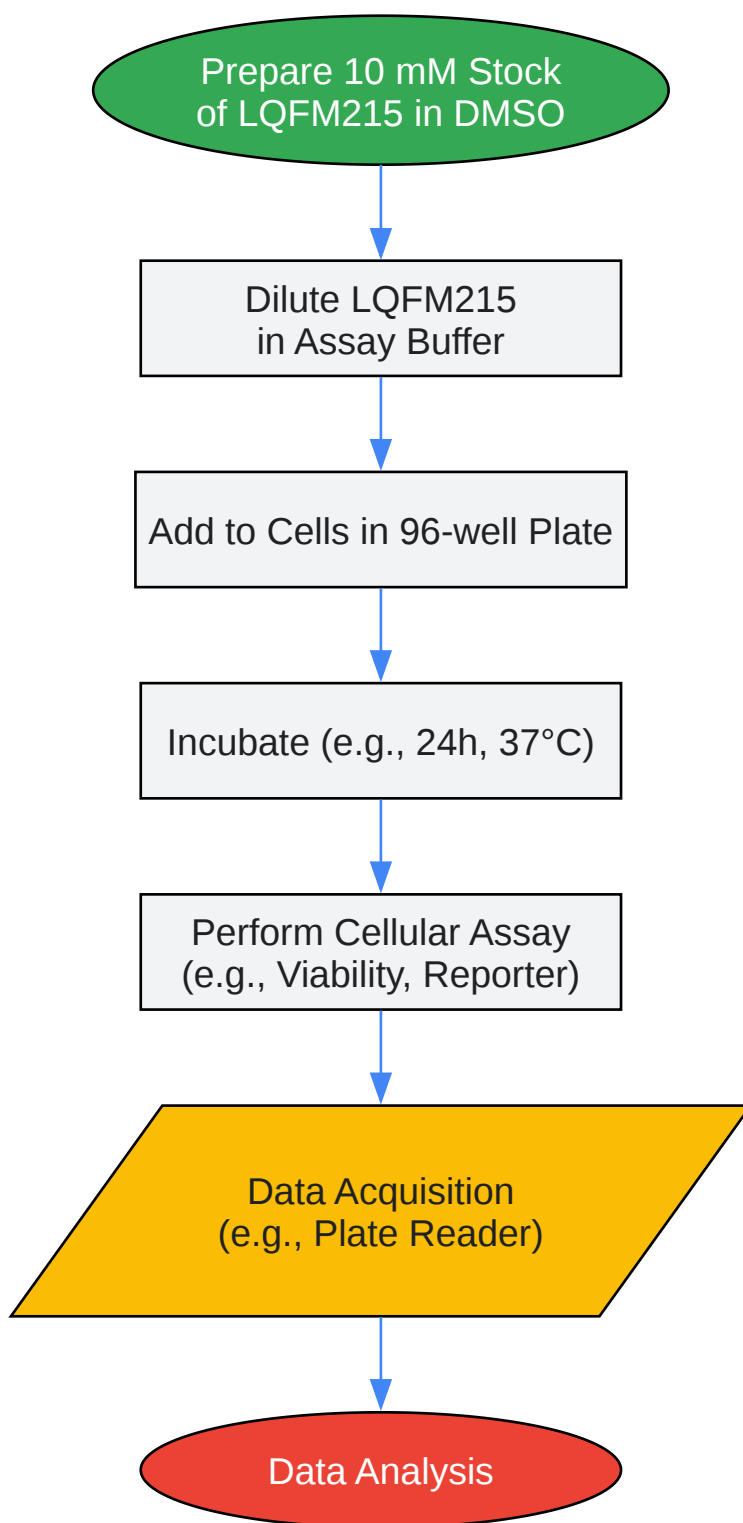 Prepare 10 mM Stock
of LQFM215 in DMSO
Dilute LQFM215
in Assay Buffer
Add to Cells in 96-well Plate
Incubate (e.g., 24h, 37°C)
Perform Cellular Assay
(e.g., Viability, Reporter)
Data Acquisition
(e.g., Plate Reader)
Data Analysis